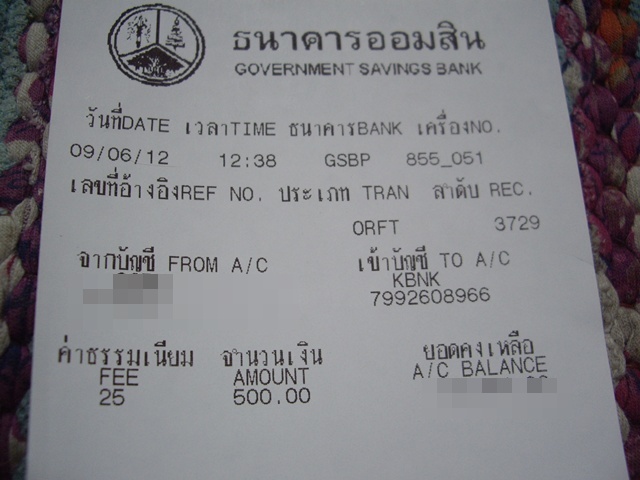 ธนาคารออมสิน
GOVERNMENT SAVINGS BANK
วันที่DATE เวลาTIME ธนาคารBANK เครื่องNO.
09/06/12 12:38 GSBP 855_051
เลขที่อ้างอิงREF NO. ประเภท TRAN ลำดับ REC.
ORFT 3729
จากบัญชี FROM A/C เข้าบัญชี TO A/C
KBNK
7992608966
ค่าธรรมเนียม จำนวนเงิน ยอดคงเหลือ
FEE AMOUNT A/C BALANCE
25 500.00